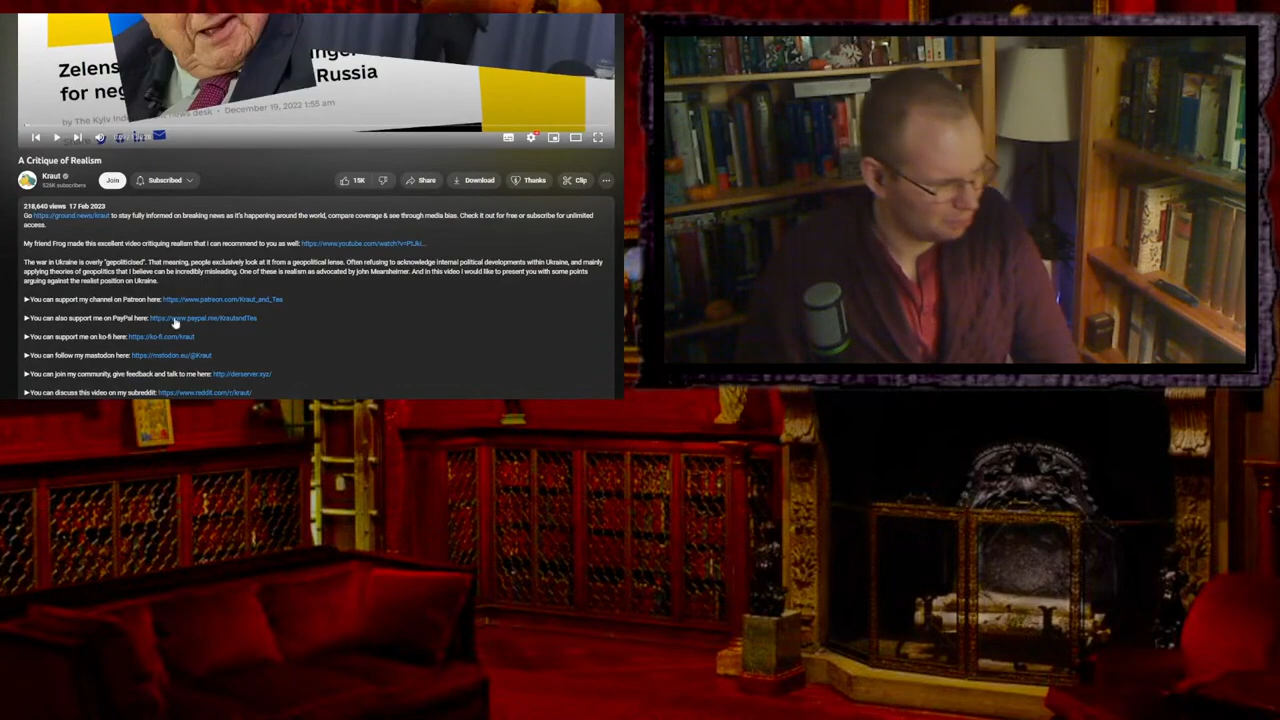 Zelens
for neg
Russia
December 19, 2022 1:55 am
news desk
by The Kyiv
A Critique of Realism
Kraut
528K subscribers
Join
Subscribed
15K
Share
Download
Thanks
Clip
218,640 views 17 Feb 2023
Go https://ground.news/kraut to stay fully informed on breaking news as it's happening around the world, compare coverage & see through media bias. Check it out for free or subscribe for unlimited
access.
My friend Frog made this excellent video critiquing realism that i can recommend to you as well:
The war in Ukraine is overly "geopoliticised". That meaning, people exclusively look at it from a geopolitical lense. Often refusing to acknowledge internal political developments within Ukraine, and mainly
applying theories of geopolitics that I believe can be incredibly misleading. One of these is realism as advocated by john Mearsheimer. And in this video I would like to present you with some points
arguing against the realist position on Ukraine.
►You can support my channel on Patreon here: https://www.patreon.com/Kraut_and_Tea
►You can also support me on PayPal here: https://www.paypal.me/KrautandTea
►You can support me on ko-fi here: https://ko-fi.com/kraut
►You can follow my mastodon here: https://mstodon.eu/@Kraut
►You can join my community, give feedback and talk to me here: http://derserver.xyz/
►You can discuss this video on my subreddit: https://www.reddit.com/r/kraut/